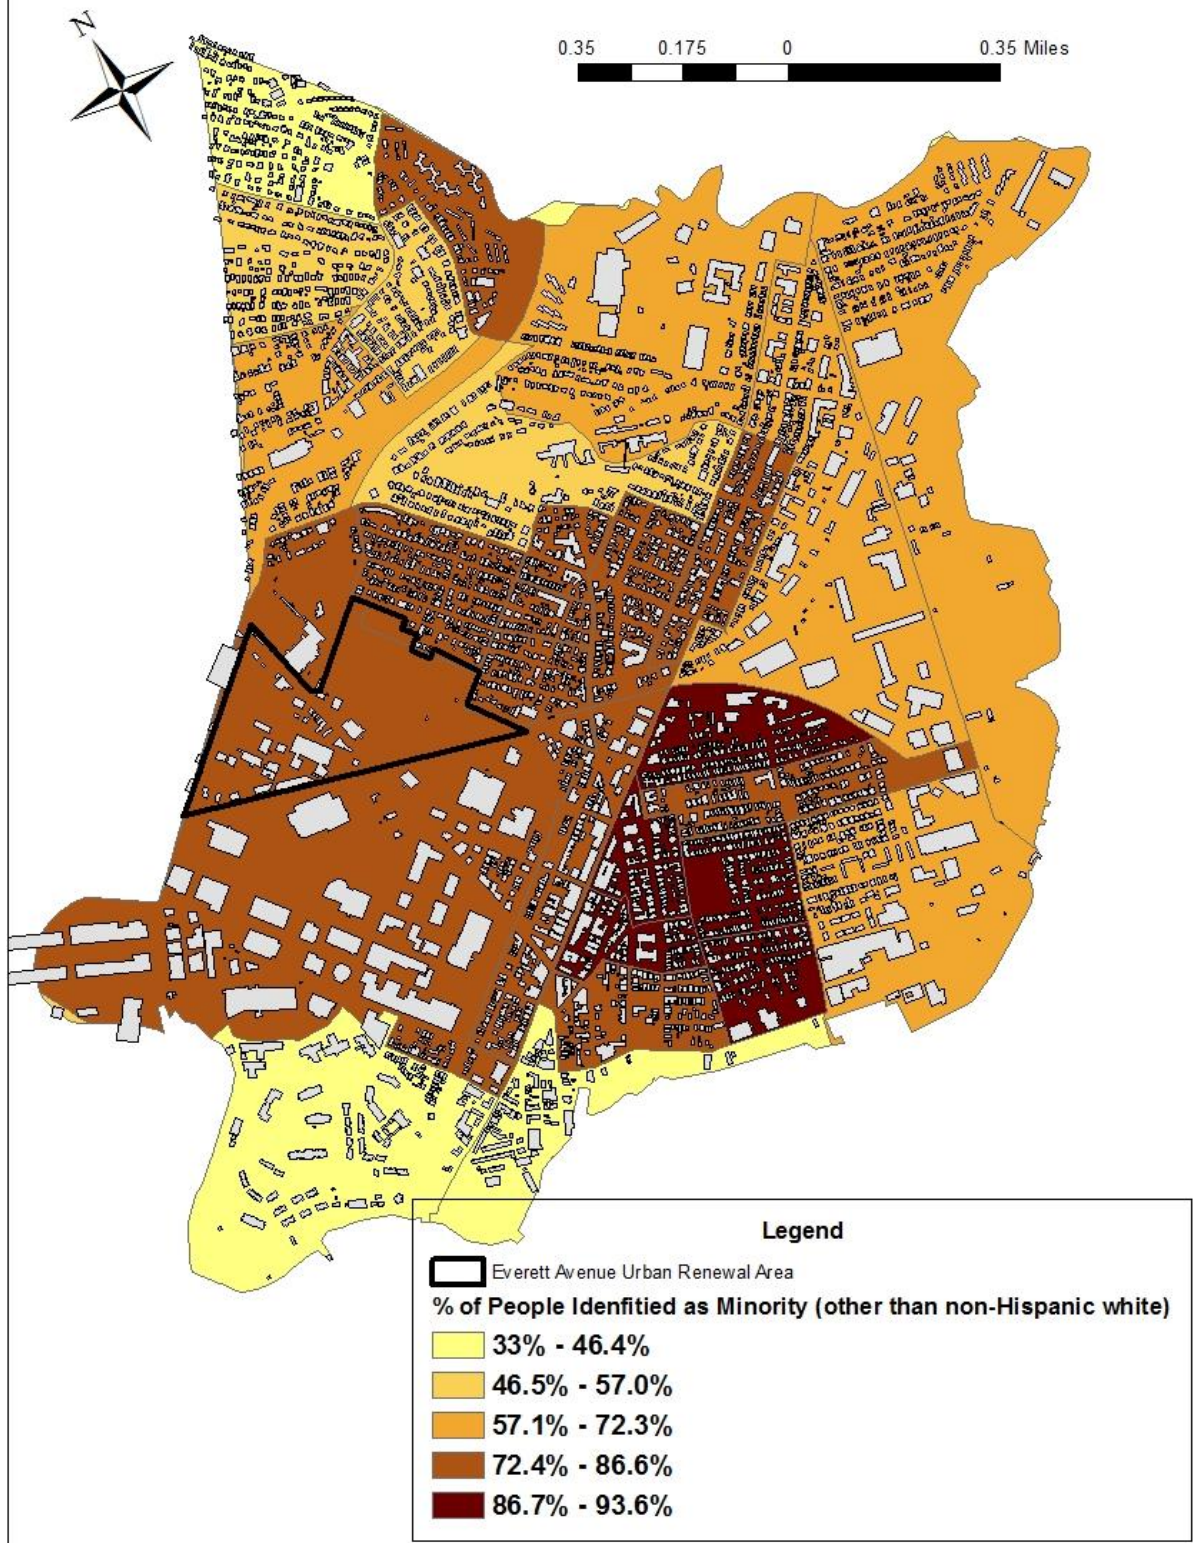 N
0.35 0.175 0 0.35 Miles
Legend
Everett Avenue Urban Renewal Area
% of People Idenfitied as Minority (other than non-Hispanic white)
33% - 46.4%
46.5% - 57.0%
57.1% - 72.3%
72.4% - 86.6%
86.7% - 93.6%